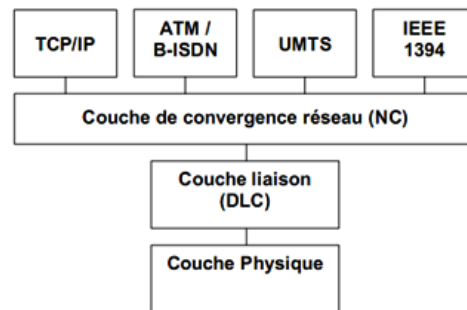 TCP/IP
ATM /
B-ISDN
UMTS
IEEE
1394
Couche de convergence réseau (NC)
Couche liaison
(DLC)
Couche Physique